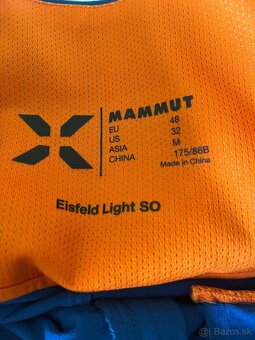 MAMMUT
EU 48
US 32
ASIA M
CHINA 175/86B
Made in China
Eisfeld Light SO
Bazos.sk